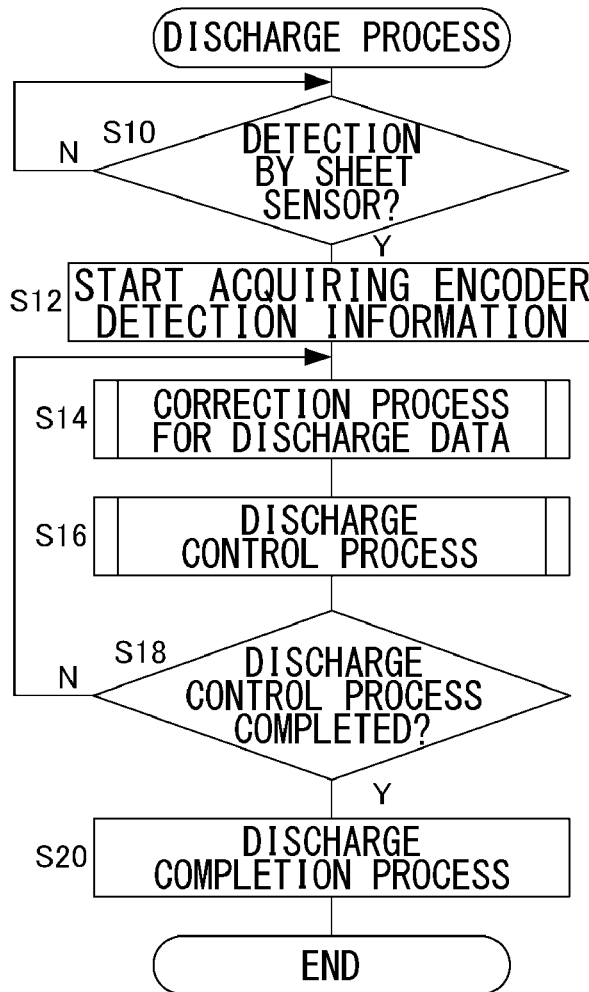 DISCHARGE PROCESS
S10
DETECTION
BY SHEET
SENSOR?
N
Y
S12
START ACQUIRING ENCODER
DETECTION INFORMATION
S14
CORRECTION PROCESS
FOR DISCHARGE DATA
S16
DISCHARGE
CONTROL PROCESS
S18
DISCHARGE
CONTROL PROCESS
COMPLETED?
N
Y
S20
DISCHARGE
COMPLETION PROCESS
END